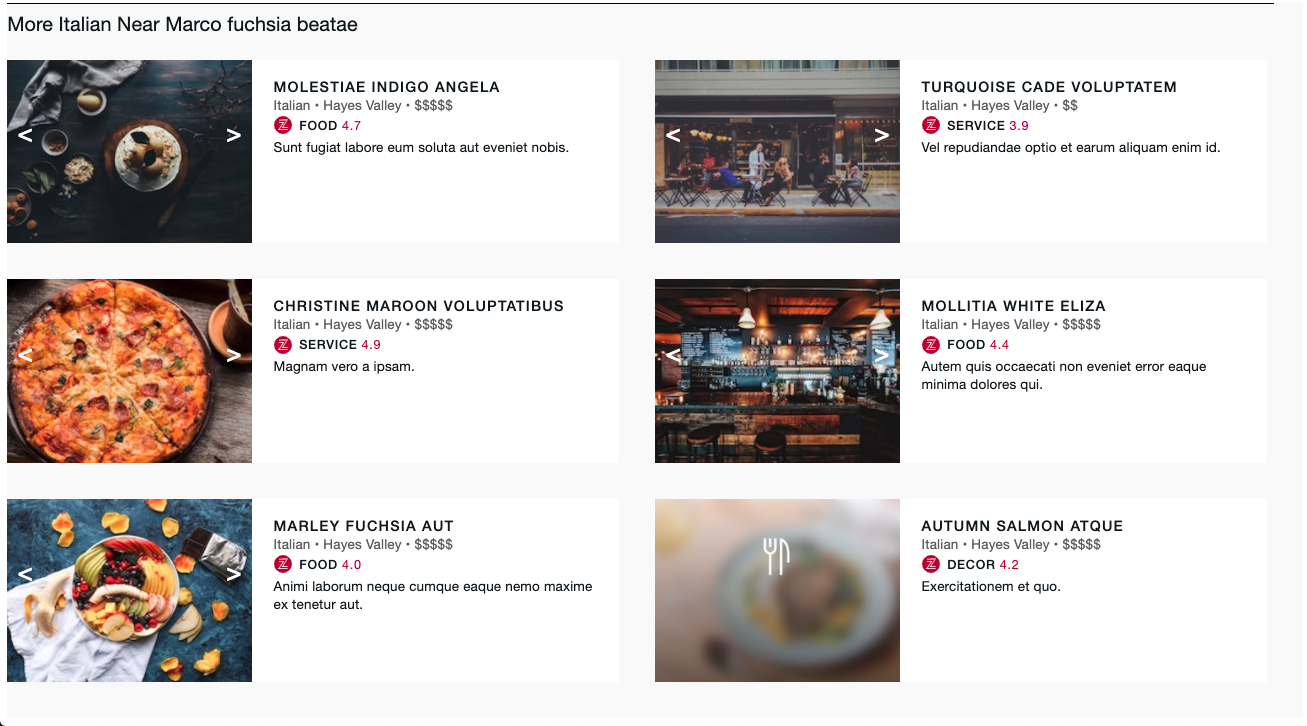 More Italian Near Marco fuchsia beatae
< >
MOLESTIAE INDIGO ANGELA
Italian • Hayes Valley • $$$$$
Z FOOD 4.7
Sunt fugiat labore eum soluta aut eveniet nobis.
< >
TURQUOISE CADE VOLUPTATEM
Italian • Hayes Valley • $$
Z SERVICE 3.9
Vel repudiandae optio et earum aliquam enim id.
< >
CHRISTINE MAROON VOLUPTATIBUS
Italian • Hayes Valley • $$$$$
Z SERVICE 4.9
Magnam vero a ipsam.
< >
MOLLITIA WHITE ELIZA
Italian • Hayes Valley • $$$$$
Z FOOD 4.4
Autem quis occaecati non eveniet error eaque
minima dolores qui.
< >
MARLEY FUCHSIA AUT
Italian • Hayes Valley • $$$$$
Z FOOD 4.0
Animi laborum neque cumque eaque nemo maxime
ex tenetur aut.
AUTUMN SALMON ATQUE
Italian • Hayes Valley • $$$$$
Z DECOR 4.2
Exercitationem et quo.